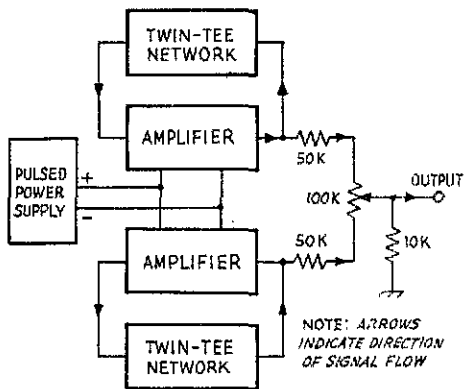 TWIN-TEE
NETWORK
AMPLIFIER
50K
PULSED
POWER
SUPPLY
+
−
100K
OUTPUT
50K
10K
AMPLIFIER
TWIN-TEE
NETWORK
NOTE: ARROWS
INDICATE DIRECTION
OF SIGNAL FLOW